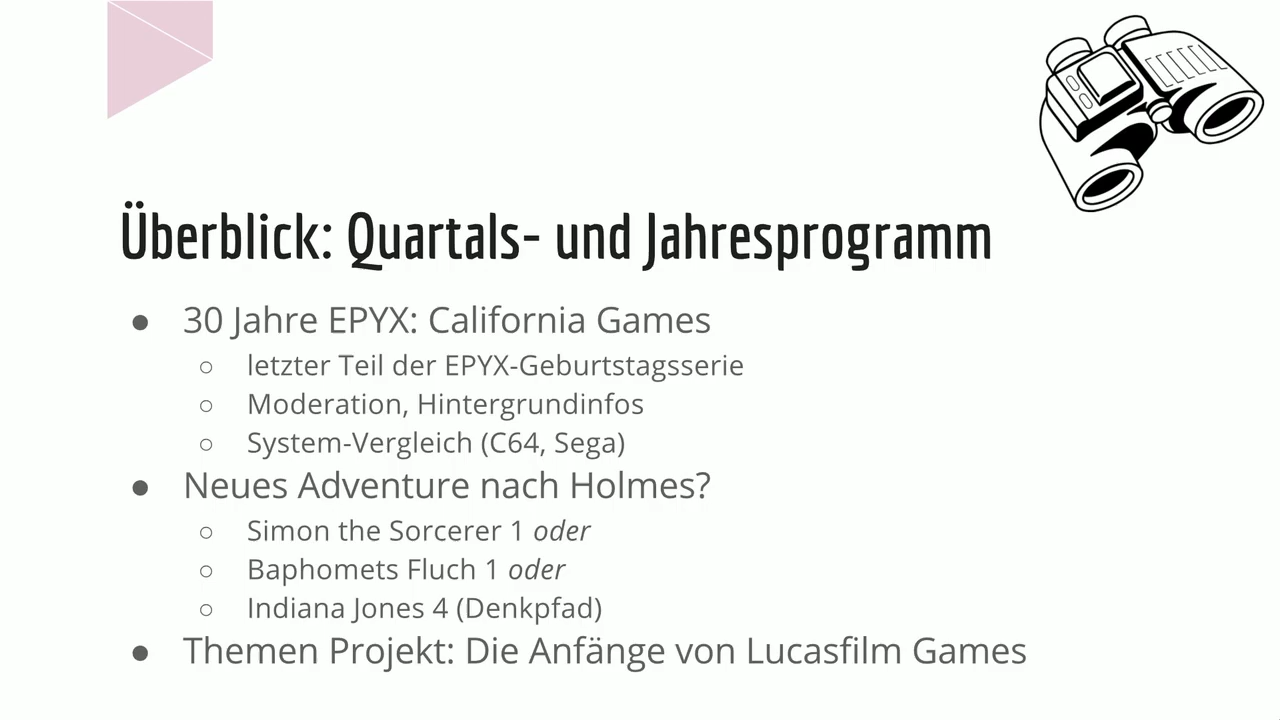 Überblick: Quartals- und Jahresprogramm
● 30 Jahre EPYX: California Games
○ letzter Teil der EPYX-Geburtstagsserie
○ Moderation, Hintergrundinfos
○ System-Vergleich (C64, Sega)
● Neues Adventure nach Holmes?
○ Simon the Sorcerer 1 oder
○ Baphomets Fluch 1 oder
○ Indiana Jones 4 (Denkpfad)
● Themen Projekt: Die Anfänge von Lucasfilm Games